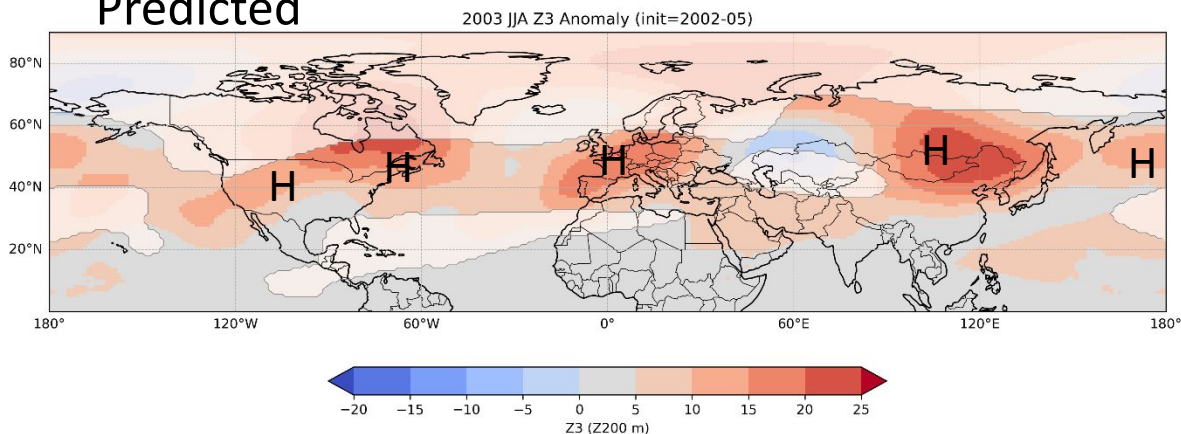 Predicted
2003 JJA Z3 Anomaly (init=2002-05)
80°N
60°N
40°N
20°N
H H H H H
180° 120°W 60°W 0° 60°E 120°E 180°
−20 −15 −10 −5 0 5 10 15 20 25
Z3 (Z200 m)